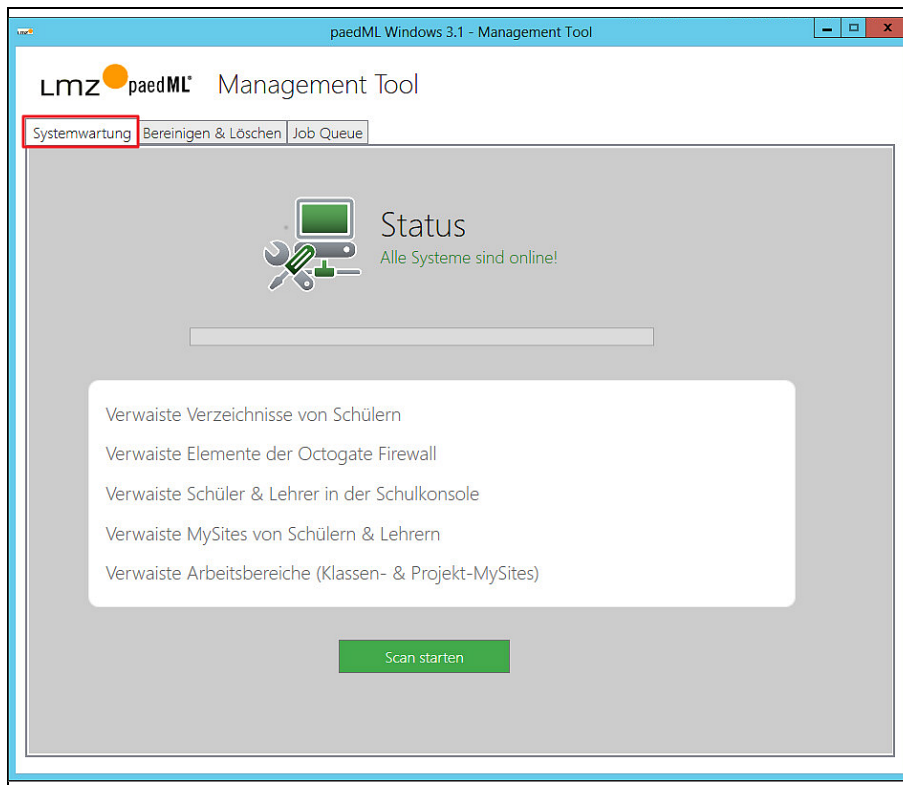 paedML Windows 3.1 - Management Tool
LMZ paedML® Management Tool
Systemwartung Bereinigen & Löschen Job Queue
Status
Alle Systeme sind online!
Verwaiste Verzeichnisse von Schülern
Verwaiste Elemente der Octogate Firewall
Verwaiste Schüler & Lehrer in der Schulkonsole
Verwaiste MySites von Schülern & Lehrern
Verwaiste Arbeitsbereiche (Klassen- & Projekt-MySites)
Scan starten